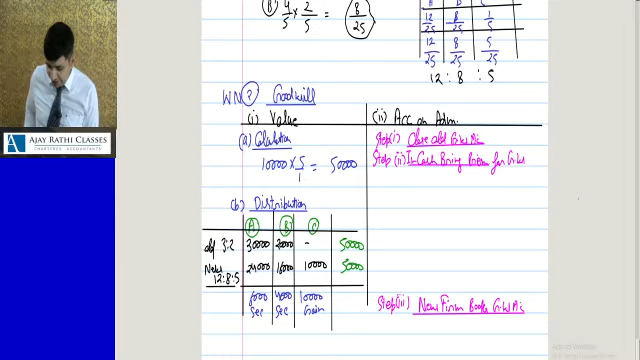 (B) 4/5 × 2/5 = 8/25
A B C
12/25 8/25 1/5
12/25 8/25 5/25
12 : 8 : 5
WN 2 Goodwill
(i) Value
(ii) Acc on Adm.
(a) Calculation
Step (i) Close old G.w A/c
10000 × 5/1 = 50000
Step (ii) In Cash Bring Prem for G.w
(b) Distribution
A B C
old 3:2 30000 20000 - 50000
New 24000 16000 10000 50000
12:8:5
6000 4000 10000
Sac Sac Gain
Step (iii) New Firm Books G.w A/c
AJAY RATHI CLASSES
CHARTERED ACCOUNTANTS